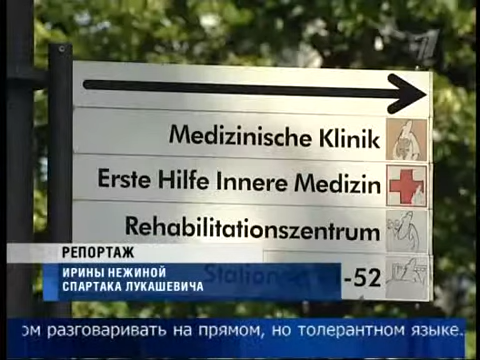 Medizinische Klinik
Erste Hilfe Innere Medizin
Rehabilitationszentrum
Station -52
РЕПОРТАЖ
ИРИНЫ НЕЖИНОЙ
СПАРТАКА ЛУКАШЕВИЧА
ом разговаривать на прямом, но толерантном языке.